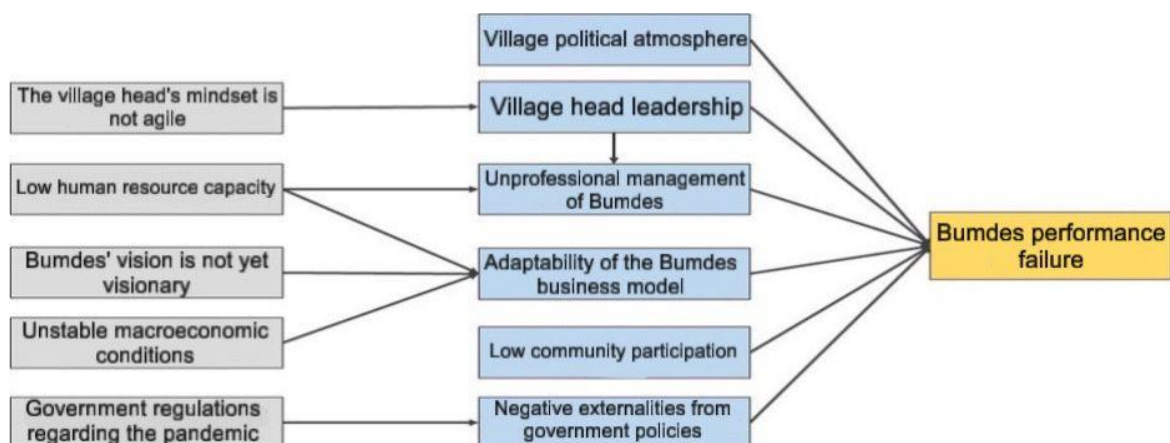 Village political atmosphere
The village head's mindset is
not agile
Village head leadership
Low human resource capacity
Unprofessional management
of Bumdes
Bumdes' vision is not yet
visionary
Adaptability of the Bumdes
business model
Bumdes performance
failure
Unstable macroeconomic
conditions
Low community participation
Government regulations
regarding the pandemic
Negative externalities from
government policies